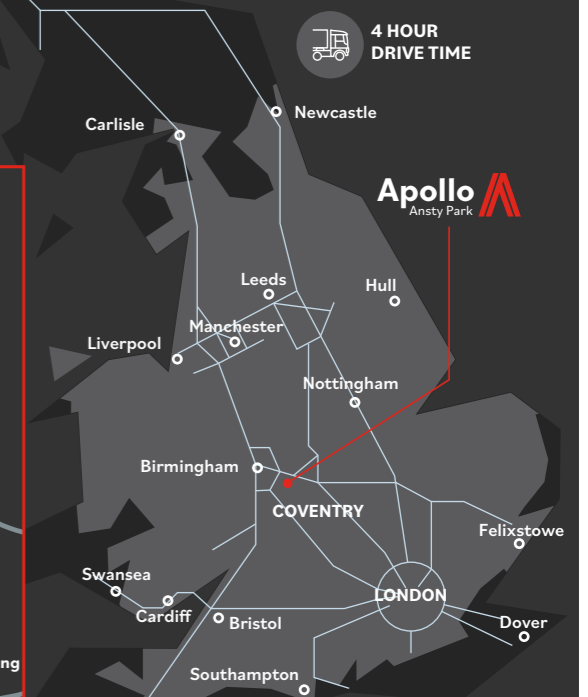 4 HOUR
DRIVE TIME
Newcastle
Carlisle
Apollo
Ansty Park
Leeds
Hull
Manchester
Liverpool
Nottingham
Birmingham
COVENTRY
Felixstowe
Swansea
LONDON
Cardiff
Bristol
Dover
ng
Southampton